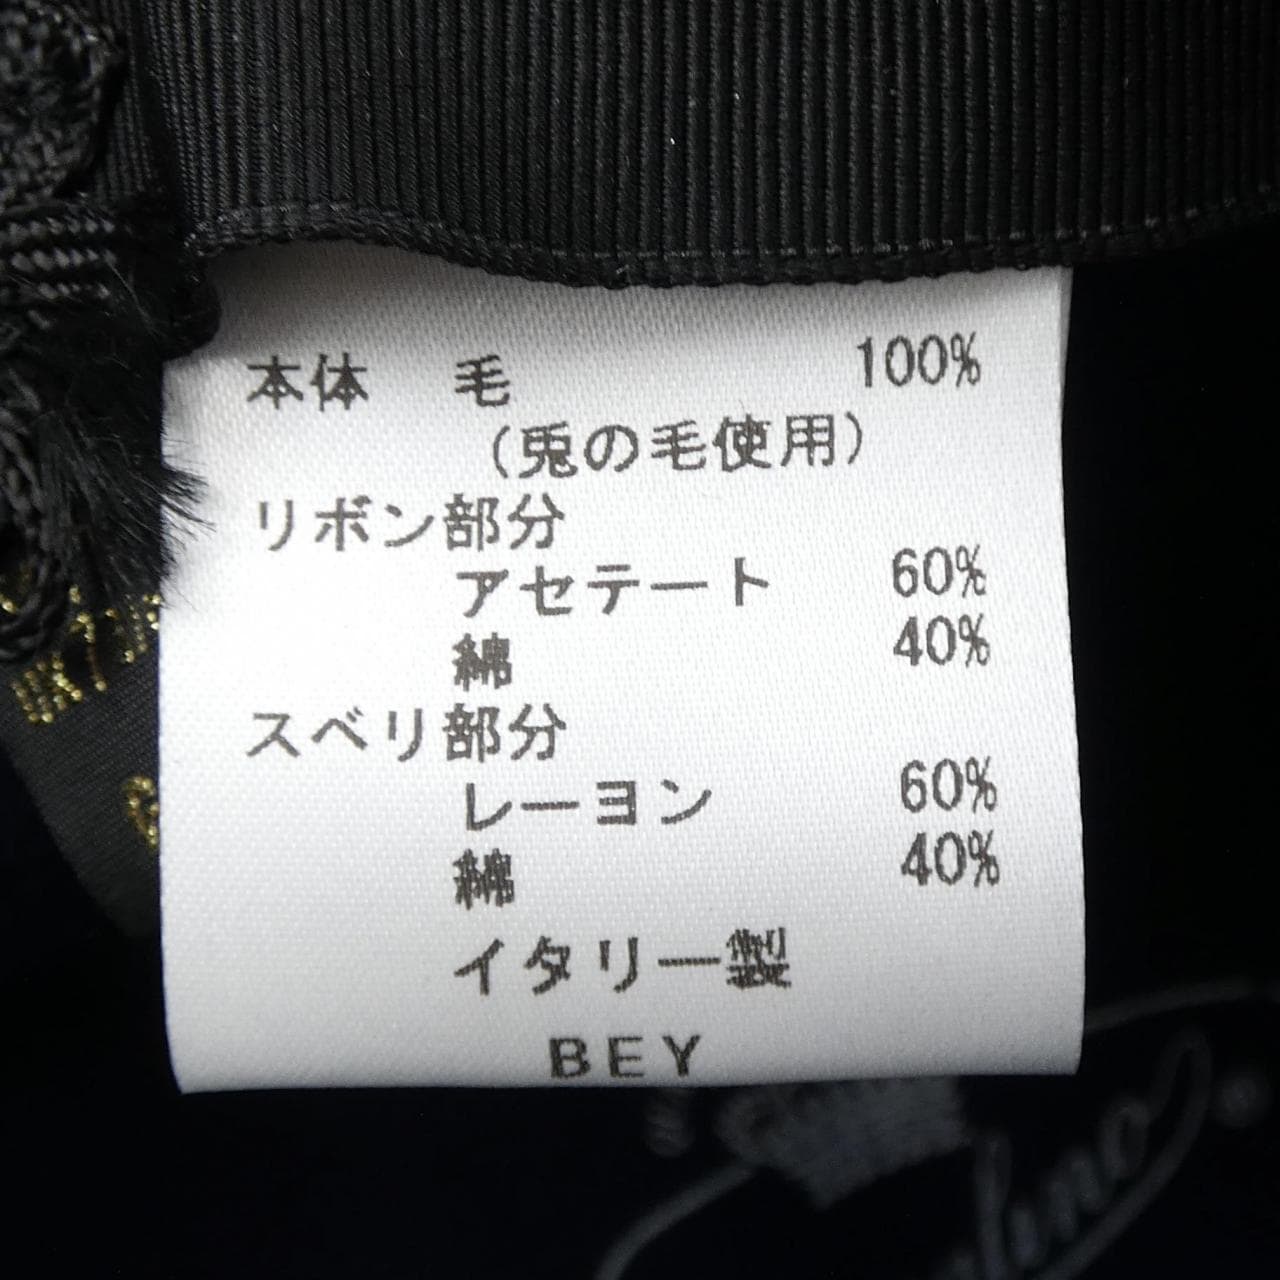 本体 毛 100%
(兎の毛使用)
リボン部分
アセテート 60%
綿 40%
スベリ部分
レーヨン 60%
綿 40%
イタリー製
BEY